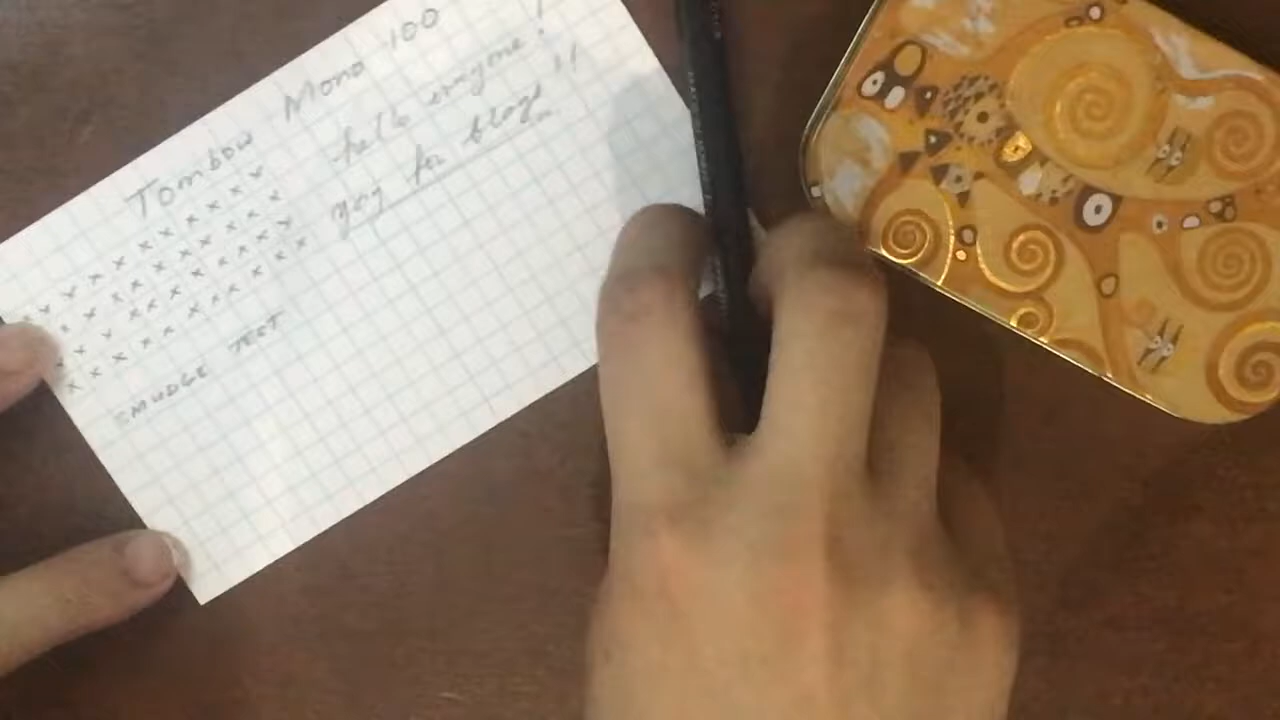 Tombow Mono 100
hello everyone!
yay for blogs!!
x x x x x x
SMUDGE TEST